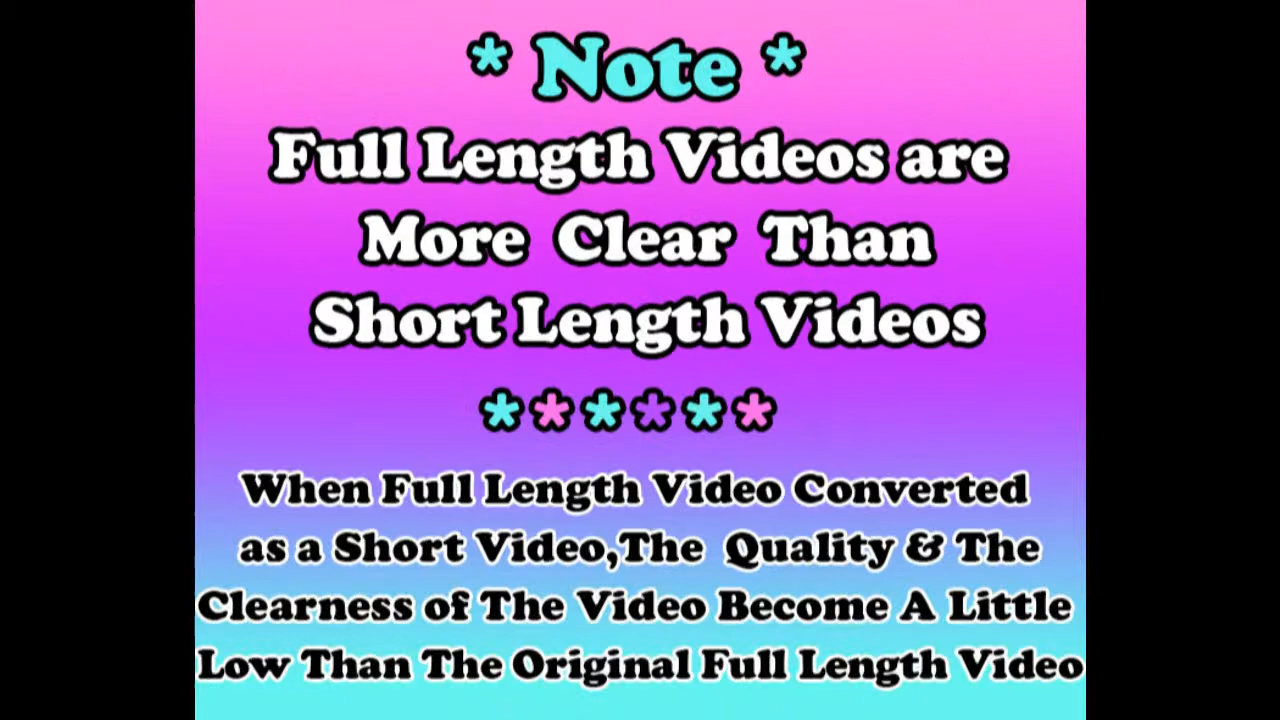 * Note *
Full Length Videos are
More Clear Than
Short Length Videos
******
When Full Length Video Converted
as a Short Video,The Quality & The
Clearness of The Video Become A Little
Low Than The Original Full Length Video